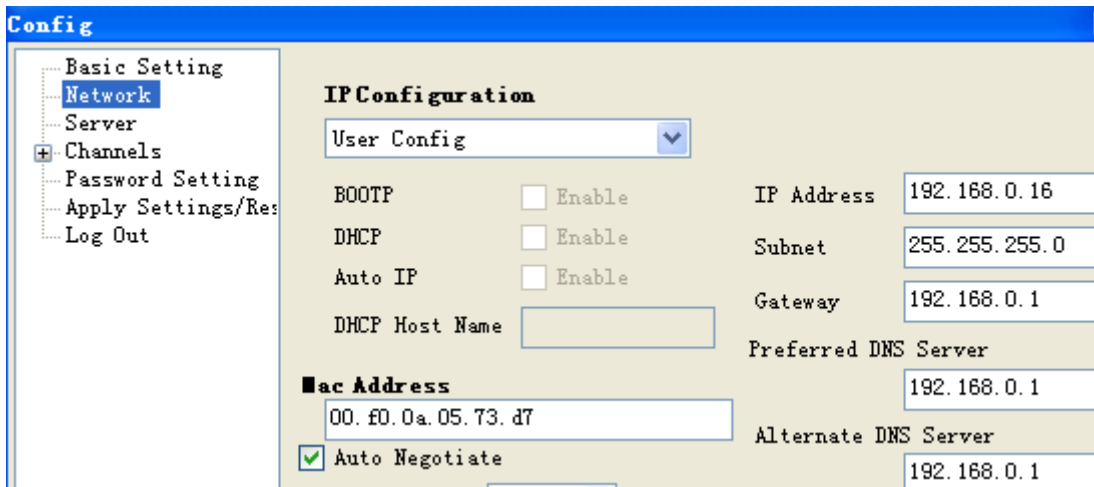 Config
Basic Setting
Network
Server
Channels
Password Setting
Apply Settings/Res
Log Out
IP Configuration
User Config
BOOTP Enable
DHCP Enable
Auto IP Enable
DHCP Host Name
Mac Address
00.f0.0a.05.73.d7
Auto Negotiate
IP Address 192.168.0.16
Subnet 255.255.255.0
Gateway 192.168.0.1
Preferred DNS Server
192.168.0.1
Alternate DNS Server
192.168.0.1